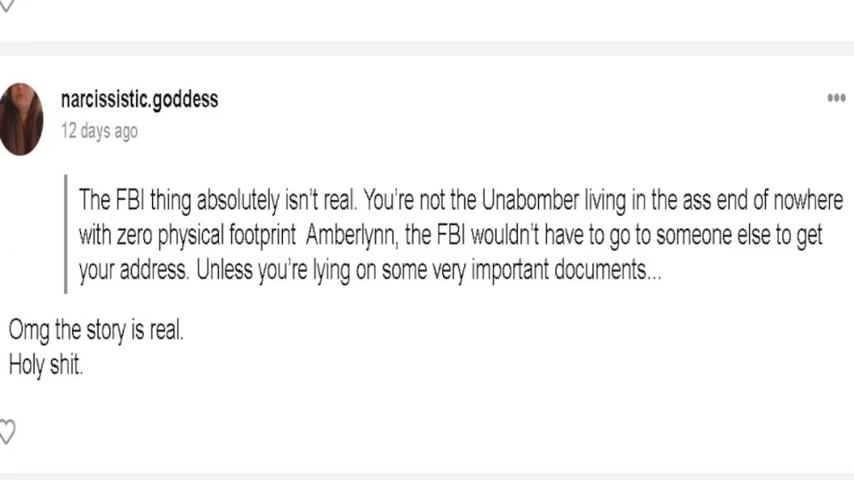 narcissistic.goddess
12 days ago
The FBI thing absolutely isn't real. You're not the Unabomber living in the ass end of nowhere
with zero physical footprint  Amberlynn, the FBI wouldn't have to go to someone else to get
your address. Unless you're lying on some very important documents...
Omg the story is real.
Holy shit.